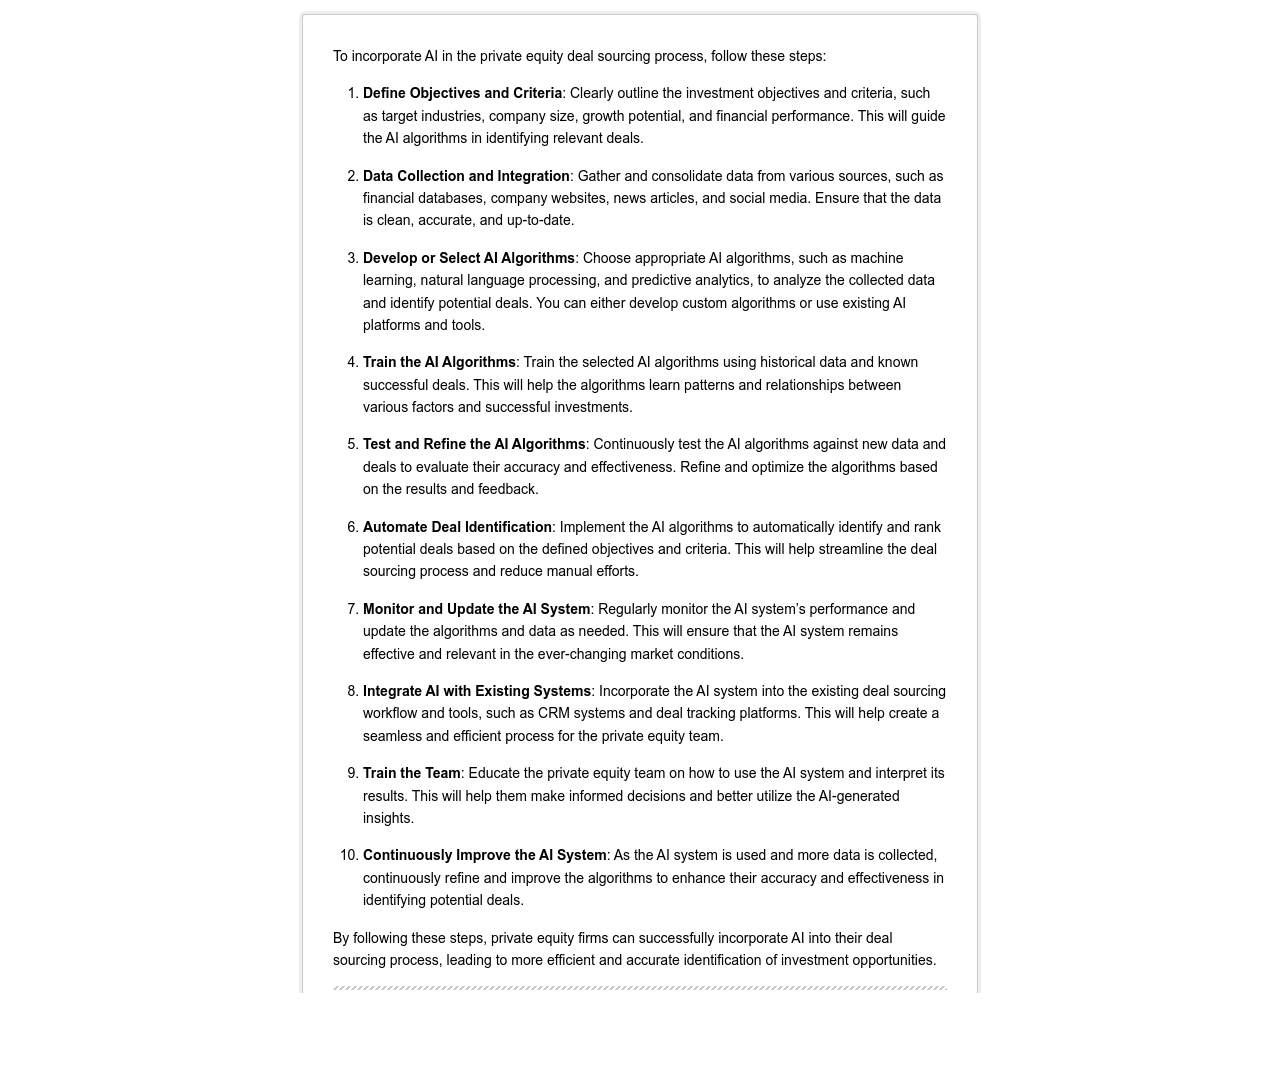 To incorporate AI in the private equity deal sourcing process, follow these steps:
1. Define Objectives and Criteria: Clearly outline the investment objectives and criteria, such
as target industries, company size, growth potential, and financial performance. This will guide
the AI algorithms in identifying relevant deals.
2. Data Collection and Integration: Gather and consolidate data from various sources, such as
financial databases, company websites, news articles, and social media. Ensure that the data
is clean, accurate, and up-to-date.
3. Develop or Select AI Algorithms: Choose appropriate AI algorithms, such as machine
learning, natural language processing, and predictive analytics, to analyze the collected data
and identify potential deals. You can either develop custom algorithms or use existing AI
platforms and tools.
4. Train the AI Algorithms: Train the selected AI algorithms using historical data and known
successful deals. This will help the algorithms learn patterns and relationships between
various factors and successful investments.
5. Test and Refine the AI Algorithms: Continuously test the AI algorithms against new data and
deals to evaluate their accuracy and effectiveness. Refine and optimize the algorithms based
on the results and feedback.
6. Automate Deal Identification: Implement the AI algorithms to automatically identify and rank
potential deals based on the defined objectives and criteria. This will help streamline the deal
sourcing process and reduce manual efforts.
7. Monitor and Update the AI System: Regularly monitor the AI system’s performance and
update the algorithms and data as needed. This will ensure that the AI system remains
effective and relevant in the ever-changing market conditions.
8. Integrate AI with Existing Systems: Incorporate the AI system into the existing deal sourcing
workflow and tools, such as CRM systems and deal tracking platforms. This will help create a
seamless and efficient process for the private equity team.
9. Train the Team: Educate the private equity team on how to use the AI system and interpret its
results. This will help them make informed decisions and better utilize the AI-generated
insights.
10. Continuously Improve the AI System: As the AI system is used and more data is collected,
continuously refine and improve the algorithms to enhance their accuracy and effectiveness in
identifying potential deals.
By following these steps, private equity firms can successfully incorporate AI into their deal
sourcing process, leading to more efficient and accurate identification of investment opportunities.